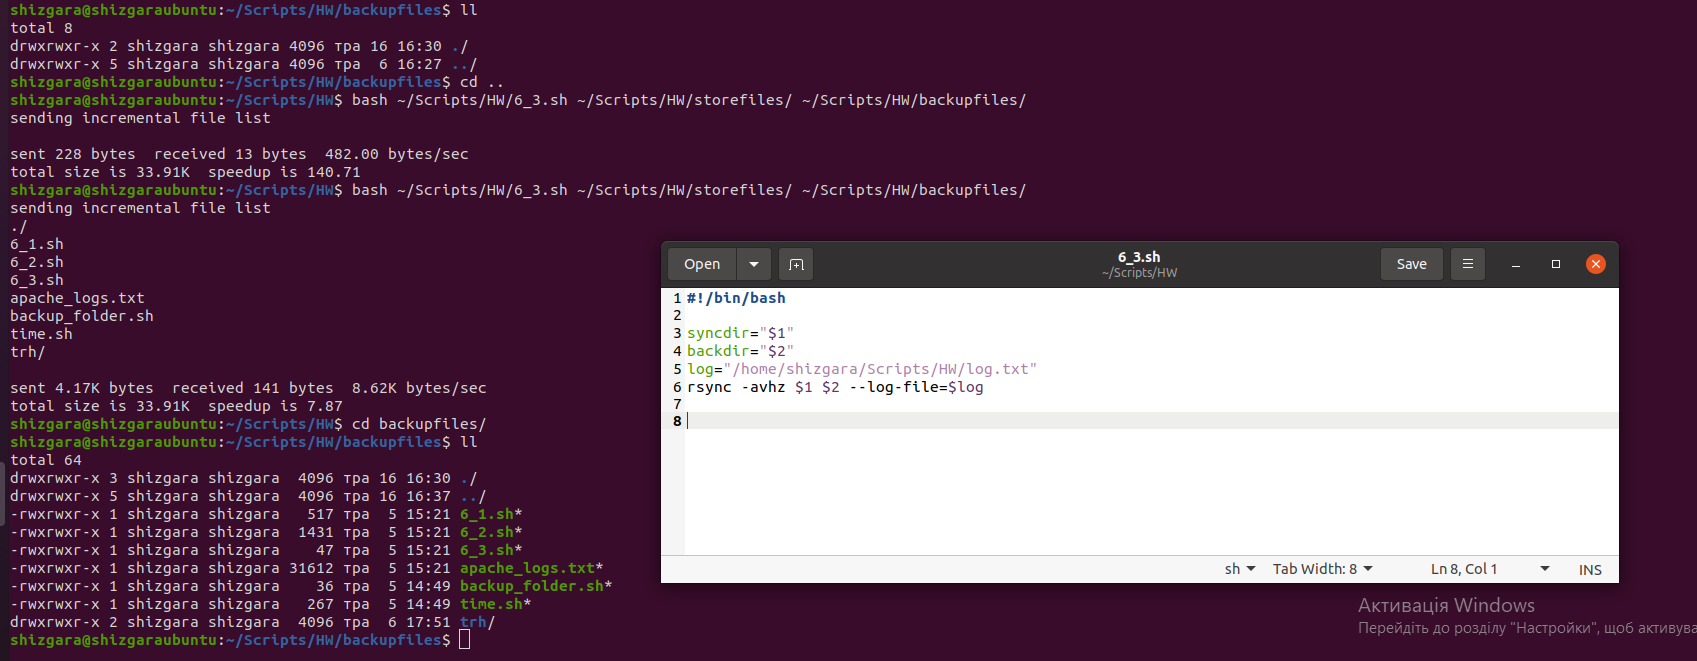 shizgara@shizgaraubuntu:~/Scripts/HW/backupfiles$ ll
total 8
drwxrwxr-x 2 shizgara shizgara 4096 тра 16 16:30 ./
drwxrwxr-x 5 shizgara shizgara 4096 тра  6 16:27 ../
shizgara@shizgaraubuntu:~/Scripts/HW/backupfiles$ cd ..
shizgara@shizgaraubuntu:~/Scripts/HW$ bash ~/Scripts/HW/6_3.sh ~/Scripts/HW/storefiles/ ~/Scripts/HW/backupfiles/
sending incremental file list

sent 228 bytes  received 13 bytes  482.00 bytes/sec
total size is 33.91K  speedup is 140.71
shizgara@shizgaraubuntu:~/Scripts/HW$ bash ~/Scripts/HW/6_3.sh ~/Scripts/HW/storefiles/ ~/Scripts/HW/backupfiles/
sending incremental file list
./
6_1.sh
6_2.sh
6_3.sh
apache_logs.txt
backup_folder.sh
time.sh
trh/

sent 4.17K bytes  received 141 bytes  8.62K bytes/sec
total size is 33.91K  speedup is 7.87
shizgara@shizgaraubuntu:~/Scripts/HW$ cd backupfiles/
shizgara@shizgaraubuntu:~/Scripts/HW/backupfiles$ ll
total 64
drwxrwxr-x 3 shizgara shizgara  4096 тра 16 16:30 ./
drwxrwxr-x 5 shizgara shizgara  4096 тра 16 16:37 ../
-rwxrwxr-x 1 shizgara shizgara   517 тра  5 15:21 6_1.sh*
-rwxrwxr-x 1 shizgara shizgara  1431 тра  5 15:21 6_2.sh*
-rwxrwxr-x 1 shizgara shizgara    47 тра  5 15:21 6_3.sh*
-rwxrwxr-x 1 shizgara shizgara 31612 тра  5 15:21 apache_logs.txt*
-rwxrwxr-x 1 shizgara shizgara    36 тра  5 14:49 backup_folder.sh*
-rwxrwxr-x 1 shizgara shizgara   267 тра  5 14:49 time.sh*
drwxrwxr-x 2 shizgara shizgara  4096 тра  6 17:51 trh/
shizgara@shizgaraubuntu:~/Scripts/HW/backupfiles$
Open
6_3.sh
~/Scripts/HW
Save
1 #!/bin/bash
2
3 syncdir="$1"
4 backdir="$2"
5 log="/home/shizgara/Scripts/HW/log.txt"
6 rsync -avhz $1 $2 --log-file=$log
7
8
sh Tab Width: 8 Ln 8, Col 1 INS
Активація Windows
Перейдіть до розділу "Настройки", щоб